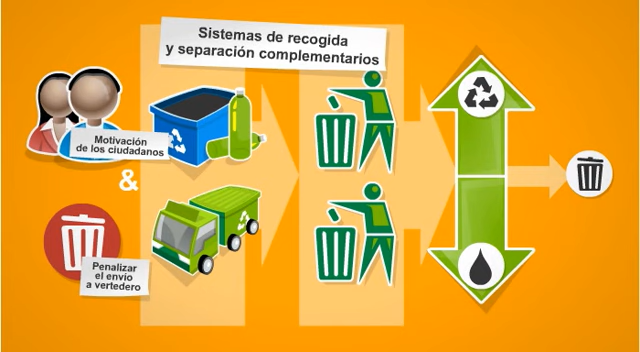 Sistemas de recogida
y separación complementarios
Motivación
de los ciudadanos
&
Penalizar
el envío
a vertedero